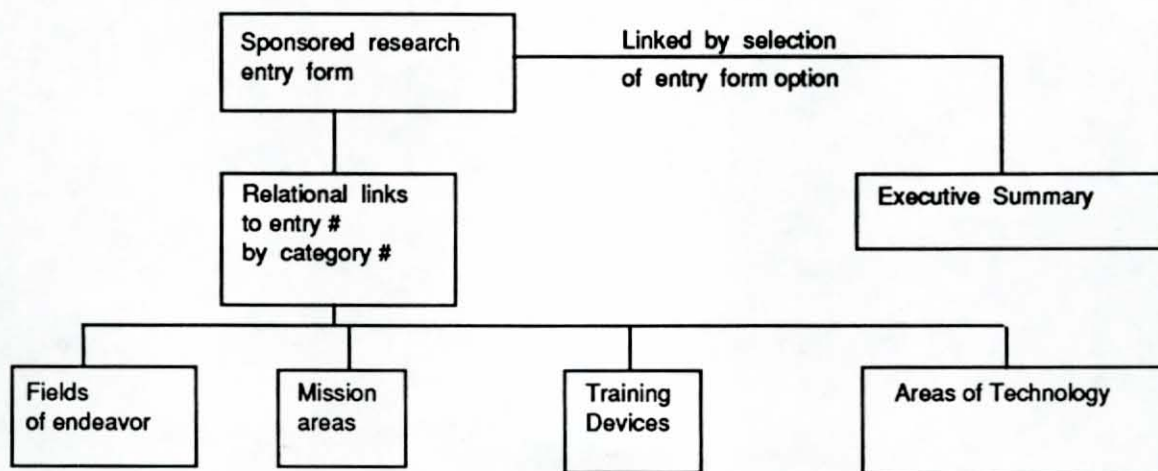 Sponsored research
entry form
Linked by selection
of entry form option
Relational links
to entry #
by category #
Executive Summary
Fields
of endeavor
Mission
areas
Training
Devices
Areas of Technology